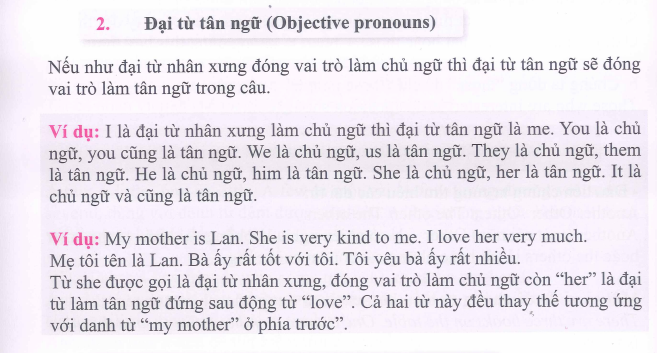 2. Đại từ tân ngữ (Objective pronouns)
Nếu như đại từ nhân xưng đóng vai trò làm chủ ngữ thì đại từ tân ngữ sẽ đóng
vai trò làm tân ngữ trong câu.
Ví dụ: I là đại từ nhân xưng làm chủ ngữ thì đại từ tân ngữ là me. You là chủ
ngữ, you cũng là tân ngữ. We là chủ ngữ, us là tân ngữ. They là chủ ngữ, them
là tân ngữ. He là chủ ngữ, him là tân ngữ. She là chủ ngữ, her là tân ngữ. It là
chủ ngữ và cũng là tân ngữ.
Ví dụ: My mother is Lan. She is very kind to me. I love her very much.
Mẹ tôi tên là Lan. Bà ấy rất tốt với tôi. Tôi yêu bà ấy rất nhiều.
Từ she được gọi là đại từ nhân xưng, đóng vai trò làm chủ ngữ còn “her” là đại
từ làm tân ngữ đứng sau động từ “love”. Cả hai từ này đều thay thế tương ứng
với danh từ “my mother” ở phía trước”.